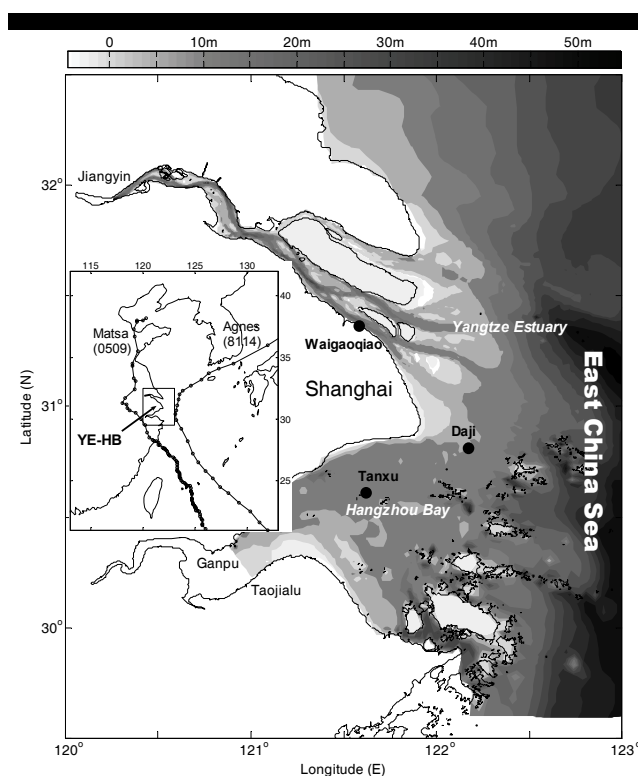 0 10m 20m 30m 40m 50m
Jiangyin
32°
115 120 125 130
40
Matsa
(0509)
Agnes
(8114)
35
30
YE-HB
25
Yangtze Estuary
Waigaoqiao
Shanghai
Latitude (N)
31°
East China Sea
Daji
Tanxu
Hangzhou Bay
Ganpu
Taojialu
30°
120° 121° 122° 123°
Longitude (E)